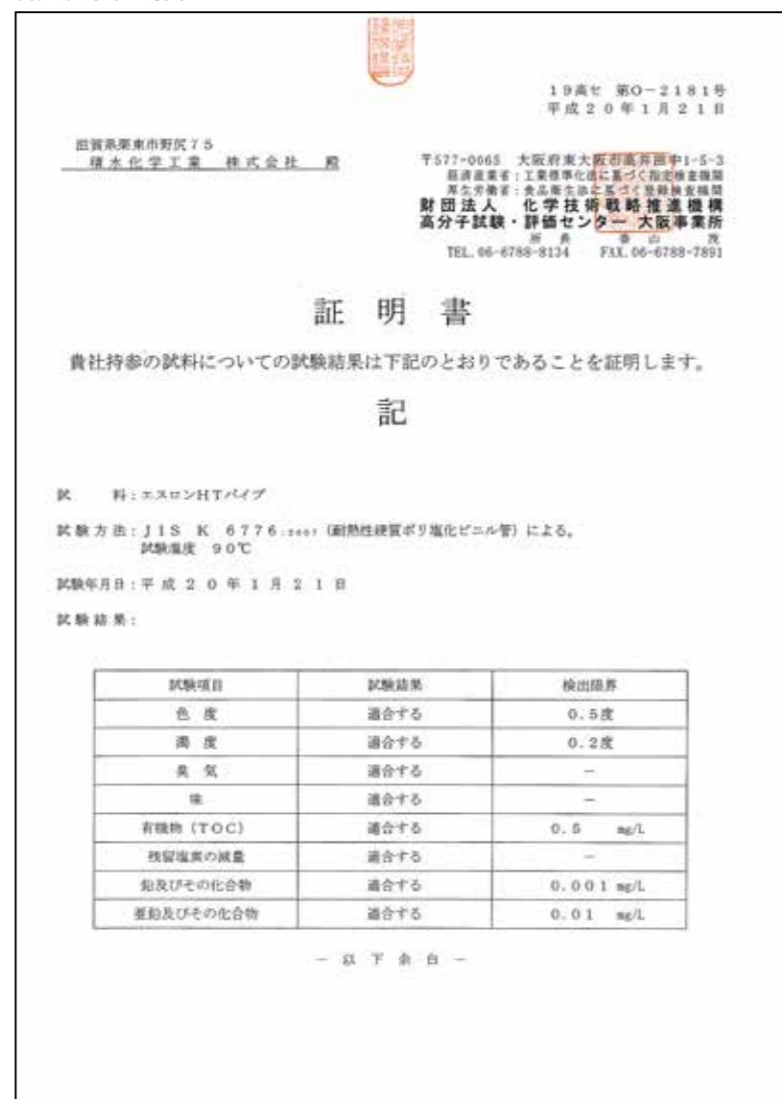 19高セ 第O-2181号
平成20年1月21日
滋賀県栗東市野尻75
積水化学工業 株式会社 殿
〒577-0065 大阪府東大阪市高井田中1-5-3
経済産業省:工業標準化法に基づく指定検査機関
厚生労働省:食品衛生法に基づく登録検査機関
財団法人 化学技術戦略推進機構
高分子試験・評価センター 大阪事業所
所長 山 茂
TEL.06-6788-8134 FAX.06-6788-7891
証 明 書
貴社持参の試料についての試験結果は下記のとおりであることを証明します。
記
試 料:エスロンHTパイプ
試験方法:JIS K 6776:2007 (耐熱性硬質ポリ塩化ビニル管) による。
試験温度 90℃
試験年月日:平成20年1月21日
試験結果:
試験項目 試験結果 検出限界
色 度 適合する 0.5度
濁 度 適合する 0.2度
臭 気 適合する －
味 適合する －
有機物 (TOC) 適合する 0.5 mg/L
残留塩素の減量 適合する －
鉛及びその化合物 適合する 0.001 mg/L
亜鉛及びその化合物 適合する 0.01 mg/L
－ 以 下 余 白 －